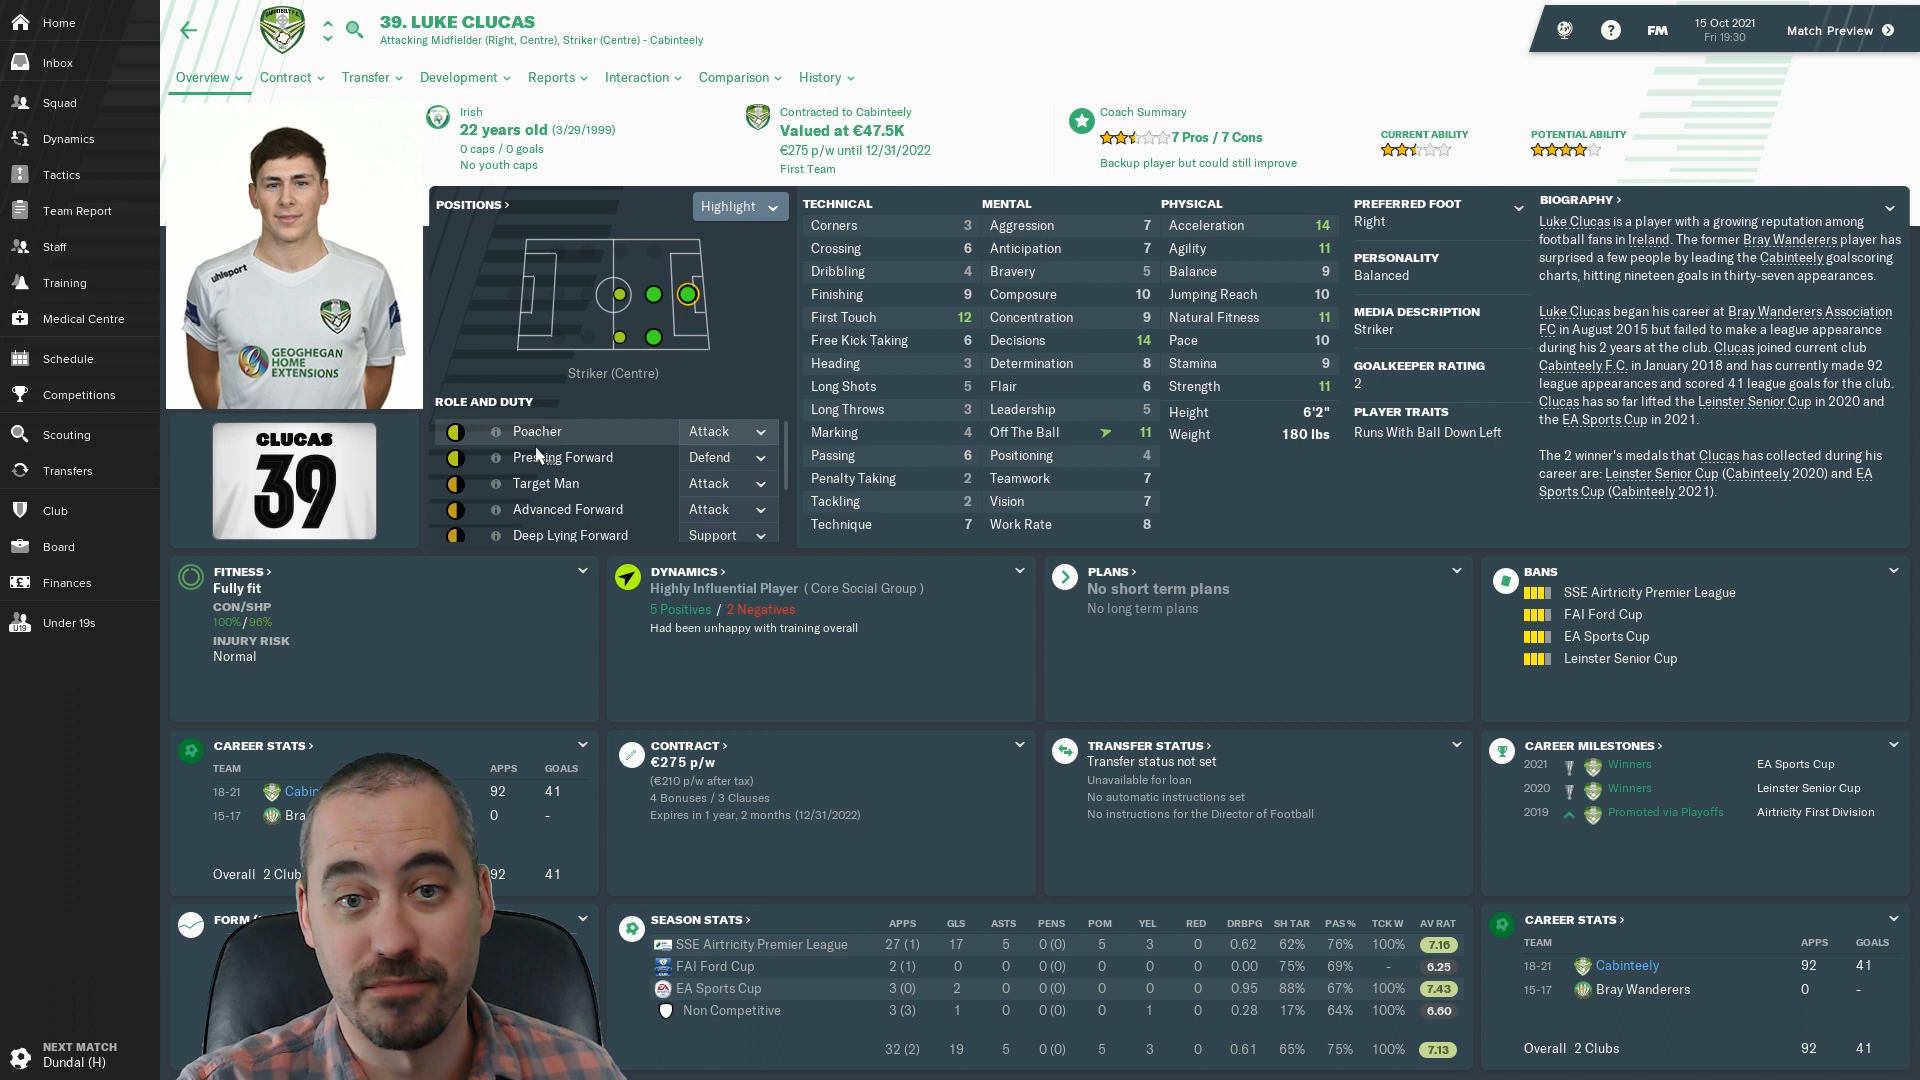 Home
Inbox
Squad
Dynamics
Tactics
Team Report
Staff
Training
Medical Centre
Schedule
Competitions
Scouting
Transfers
Club
Board
Finances
U19 Under 19s
NEXT MATCH
Dundal (H)
39. LUKE CLUCAS
Attacking Midfielder (Right, Centre), Striker (Centre) - Cabinteely
? FM 15 Oct 2021 Match Preview
Fri 19:30
Overview Contract Transfer Development Reports Interaction Comparison History
Irish
22 years old (3/29/1999)
0 caps / 0 goals
No youth caps
Contracted to Cabinteely
Valued at €47.5K
€275 p/w until 12/31/2022
First Team
Coach Summary
7 Pros / 7 Cons
Backup player but could still improve
CURRENT ABILITY
POTENTIAL ABILITY
uhlsport
GEOGHEGAN
HOME
EXTENSIONS
CLUCAS
39
POSITIONS >
Highlight
Striker (Centre)
ROLE AND DUTY
Poacher Attack
Forward Defend
Target Man Attack
Advanced Forward Attack
Deep Lying Forward Support
TECHNICAL
Corners 3
Crossing 6
Dribbling 4
Finishing 9
First Touch 12
Free Kick Taking 6
Heading 3
Long Shots 5
Long Throws 3
Marking 4
Passing 6
Penalty Taking 2
Tackling 2
Technique 7
MENTAL
Aggression 7
Anticipation 7
Bravery 5
Composure 10
Concentration 9
Decisions 14
Determination 8
Flair 6
Leadership 5
Off The Ball 11
Positioning 4
Teamwork 7
Vision 7
Work Rate 8
PHYSICAL
Acceleration 14
Agility 11
Balance 9
Jumping Reach 10
Natural Fitness 11
Pace 10
Stamina 9
Strength 11
Height 6'2"
Weight 180 lbs
PREFERRED FOOT
Right
PERSONALITY
Balanced
MEDIA DESCRIPTION
Striker
GOALKEEPER RATING
2
PLAYER TRAITS
Runs With Ball Down Left
BIOGRAPHY >
Luke Clucas is a player with a growing reputation among
football fans in Ireland. The former Bray Wanderers player has
surprised a few people by leading the Cabinteely goalscoring
charts, hitting nineteen goals in thirty-seven appearances.
Luke Clucas began his career at Bray Wanderers Association
FC in August 2015 but failed to make a league appearance
during his 2 years at the club. Clucas joined current club
Cabinteely F.C. in January 2018 and has currently made 92
league appearances and scored 41 league goals for the club.
Clucas has so far lifted the Leinster Senior Cup in 2020 and
the EA Sports Cup in 2021.
The 2 winner's medals that Clucas has collected during his
career are: Leinster Senior Cup (Cabinteely 2020) and EA
Sports Cup (Cabinteely 2021).
FITNESS >
Fully fit
CON/SHP
100%/96%
INJURY RISK
Normal
DYNAMICS >
Highly Influential Player ( Core Social Group )
5 Positives / 2 Negatives
Had been unhappy with training overall
PLANS >
No short term plans
No long term plans
BANS
SSE Airtricity Premier League
FAI Ford Cup
EA Sports Cup
Leinster Senior Cup
CAREER STATS >
TEAM APPS GOALS
18-21 Cabin 92 41
15-17 Bra 0 -
Overall 2 Club 92 41
CONTRACT >
€275 p/w
(€210 p/w after tax)
4 Bonuses / 3 Clauses
Expires in 1 year, 2 months (12/31/2022)
TRANSFER STATUS >
Transfer status not set
Unavailable for loan
No automatic instructions set
No instructions for the Director of Football
CAREER MILESTONES >
2021 Winners EA Sports Cup
2020 Winners Leinster Senior Cup
2019 Promoted via Playoffs Airtricity First Division
FORM
SEASON STATS > APPS GLS ASTS PENS POM YEL RED DRBPG SH TAR PAS % TCK W AV RAT
SSE Airtricity Premier League 27 (1) 17 5 0 (0) 5 3 0 0.62 62% 76% 100% 7.16
FAI Ford Cup 2 (1) 0 0 0 (0) 0 0 0 0.00 75% 69% - 6.25
EA Sports Cup 3 (0) 2 0 0 (0) 0 0 0 0.95 88% 67% 100% 7.43
Non Competitive 3 (3) 1 0 0 (0) 0 1 0 0.28 17% 64% 100% 6.60
32 (2) 19 5 0 (0) 5 3 0 0.61 65% 75% 100% 7.13
CAREER STATS >
TEAM APPS GOALS
18-21 Cabinteely 92 41
15-17 Bray Wanderers 0 -
Overall 2 Clubs 92 41